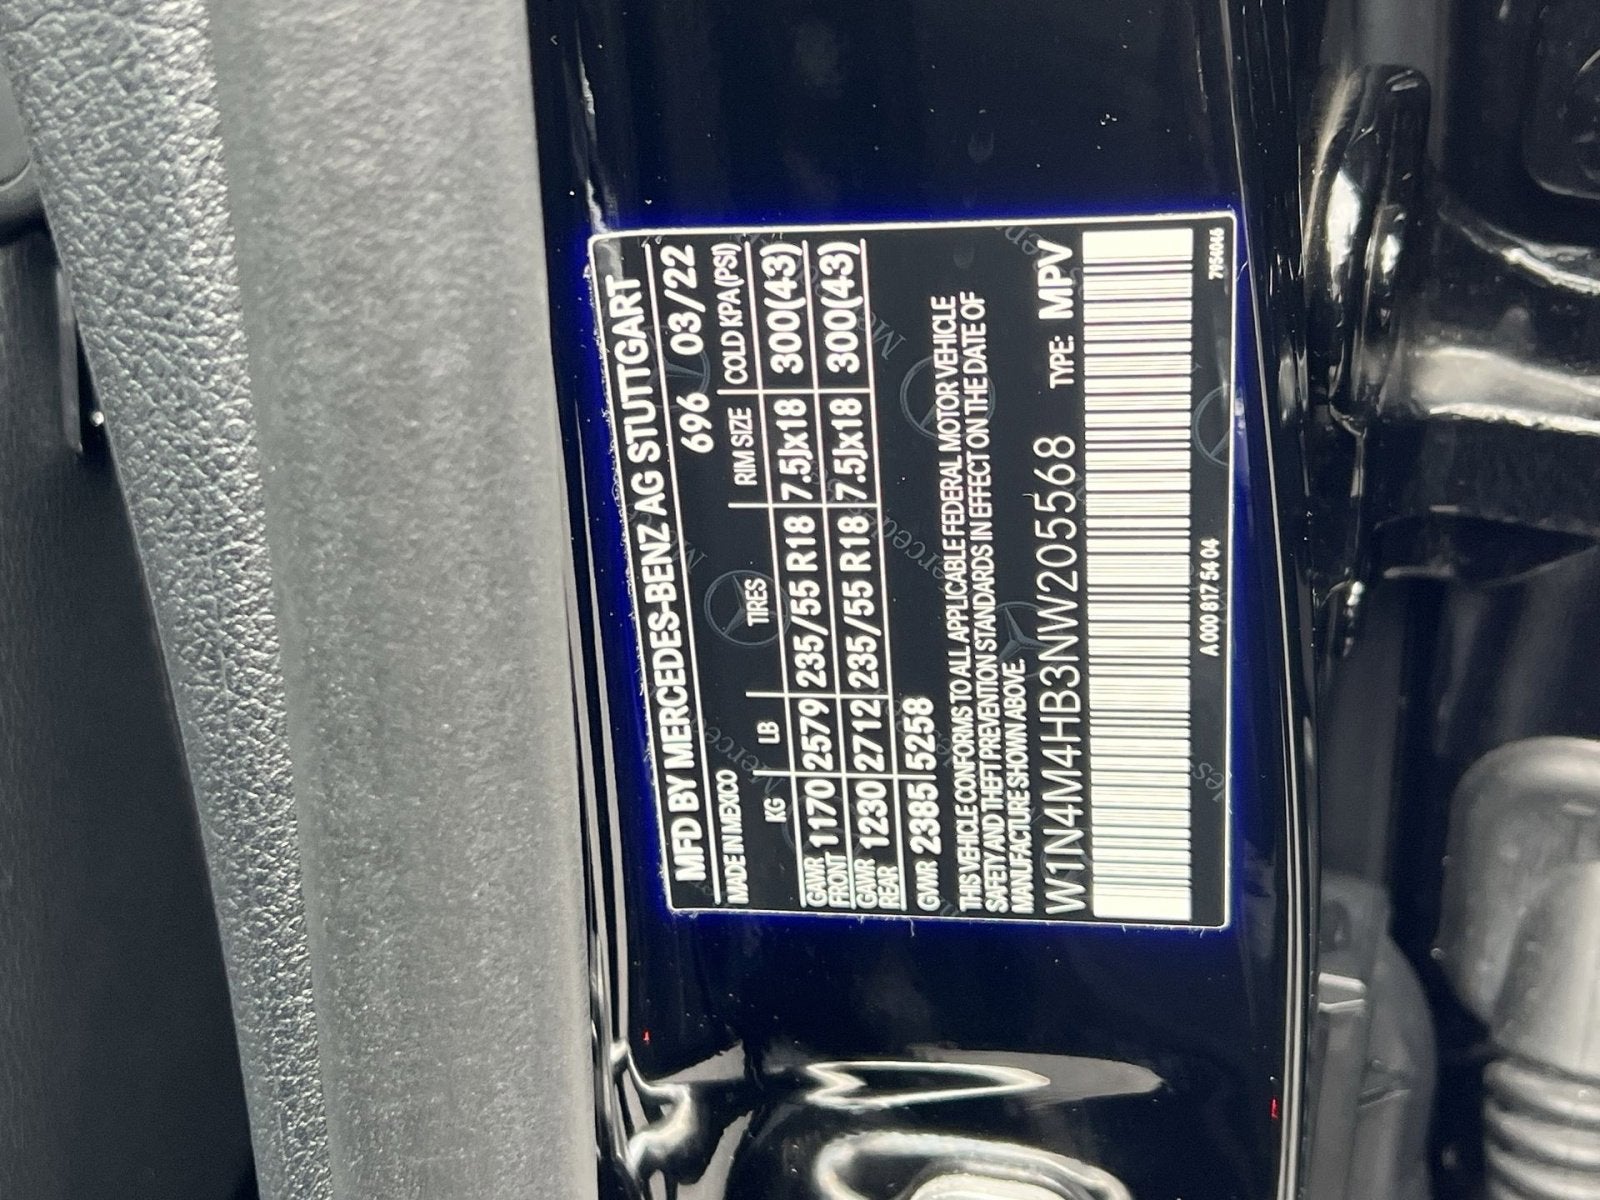 MFD BY MERCEDES-BENZ AG STUTTGART
MADE IN MEXICO 696 03/22
KG LB TIRES RIM SIZE COLD KPA (PSI)
GAWR FRONT 1170 2579 235/55 R18 7.5Jx18 300(43)
GAWR REAR 1230 2712 235/55 R18 7.5Jx18 300(43)
GVWR 2385 5258
THIS VEHICLE CONFORMS TO ALL APPLICABLE FEDERAL MOTOR VEHICLE
SAFETY AND THEFT PREVENTION STANDARDS IN EFFECT ON THE DATE OF
MANUFACTURE SHOWN ABOVE.
W1N4M4HB3NW205568 TYPE: MPV
A 000 817 54 04 7154046